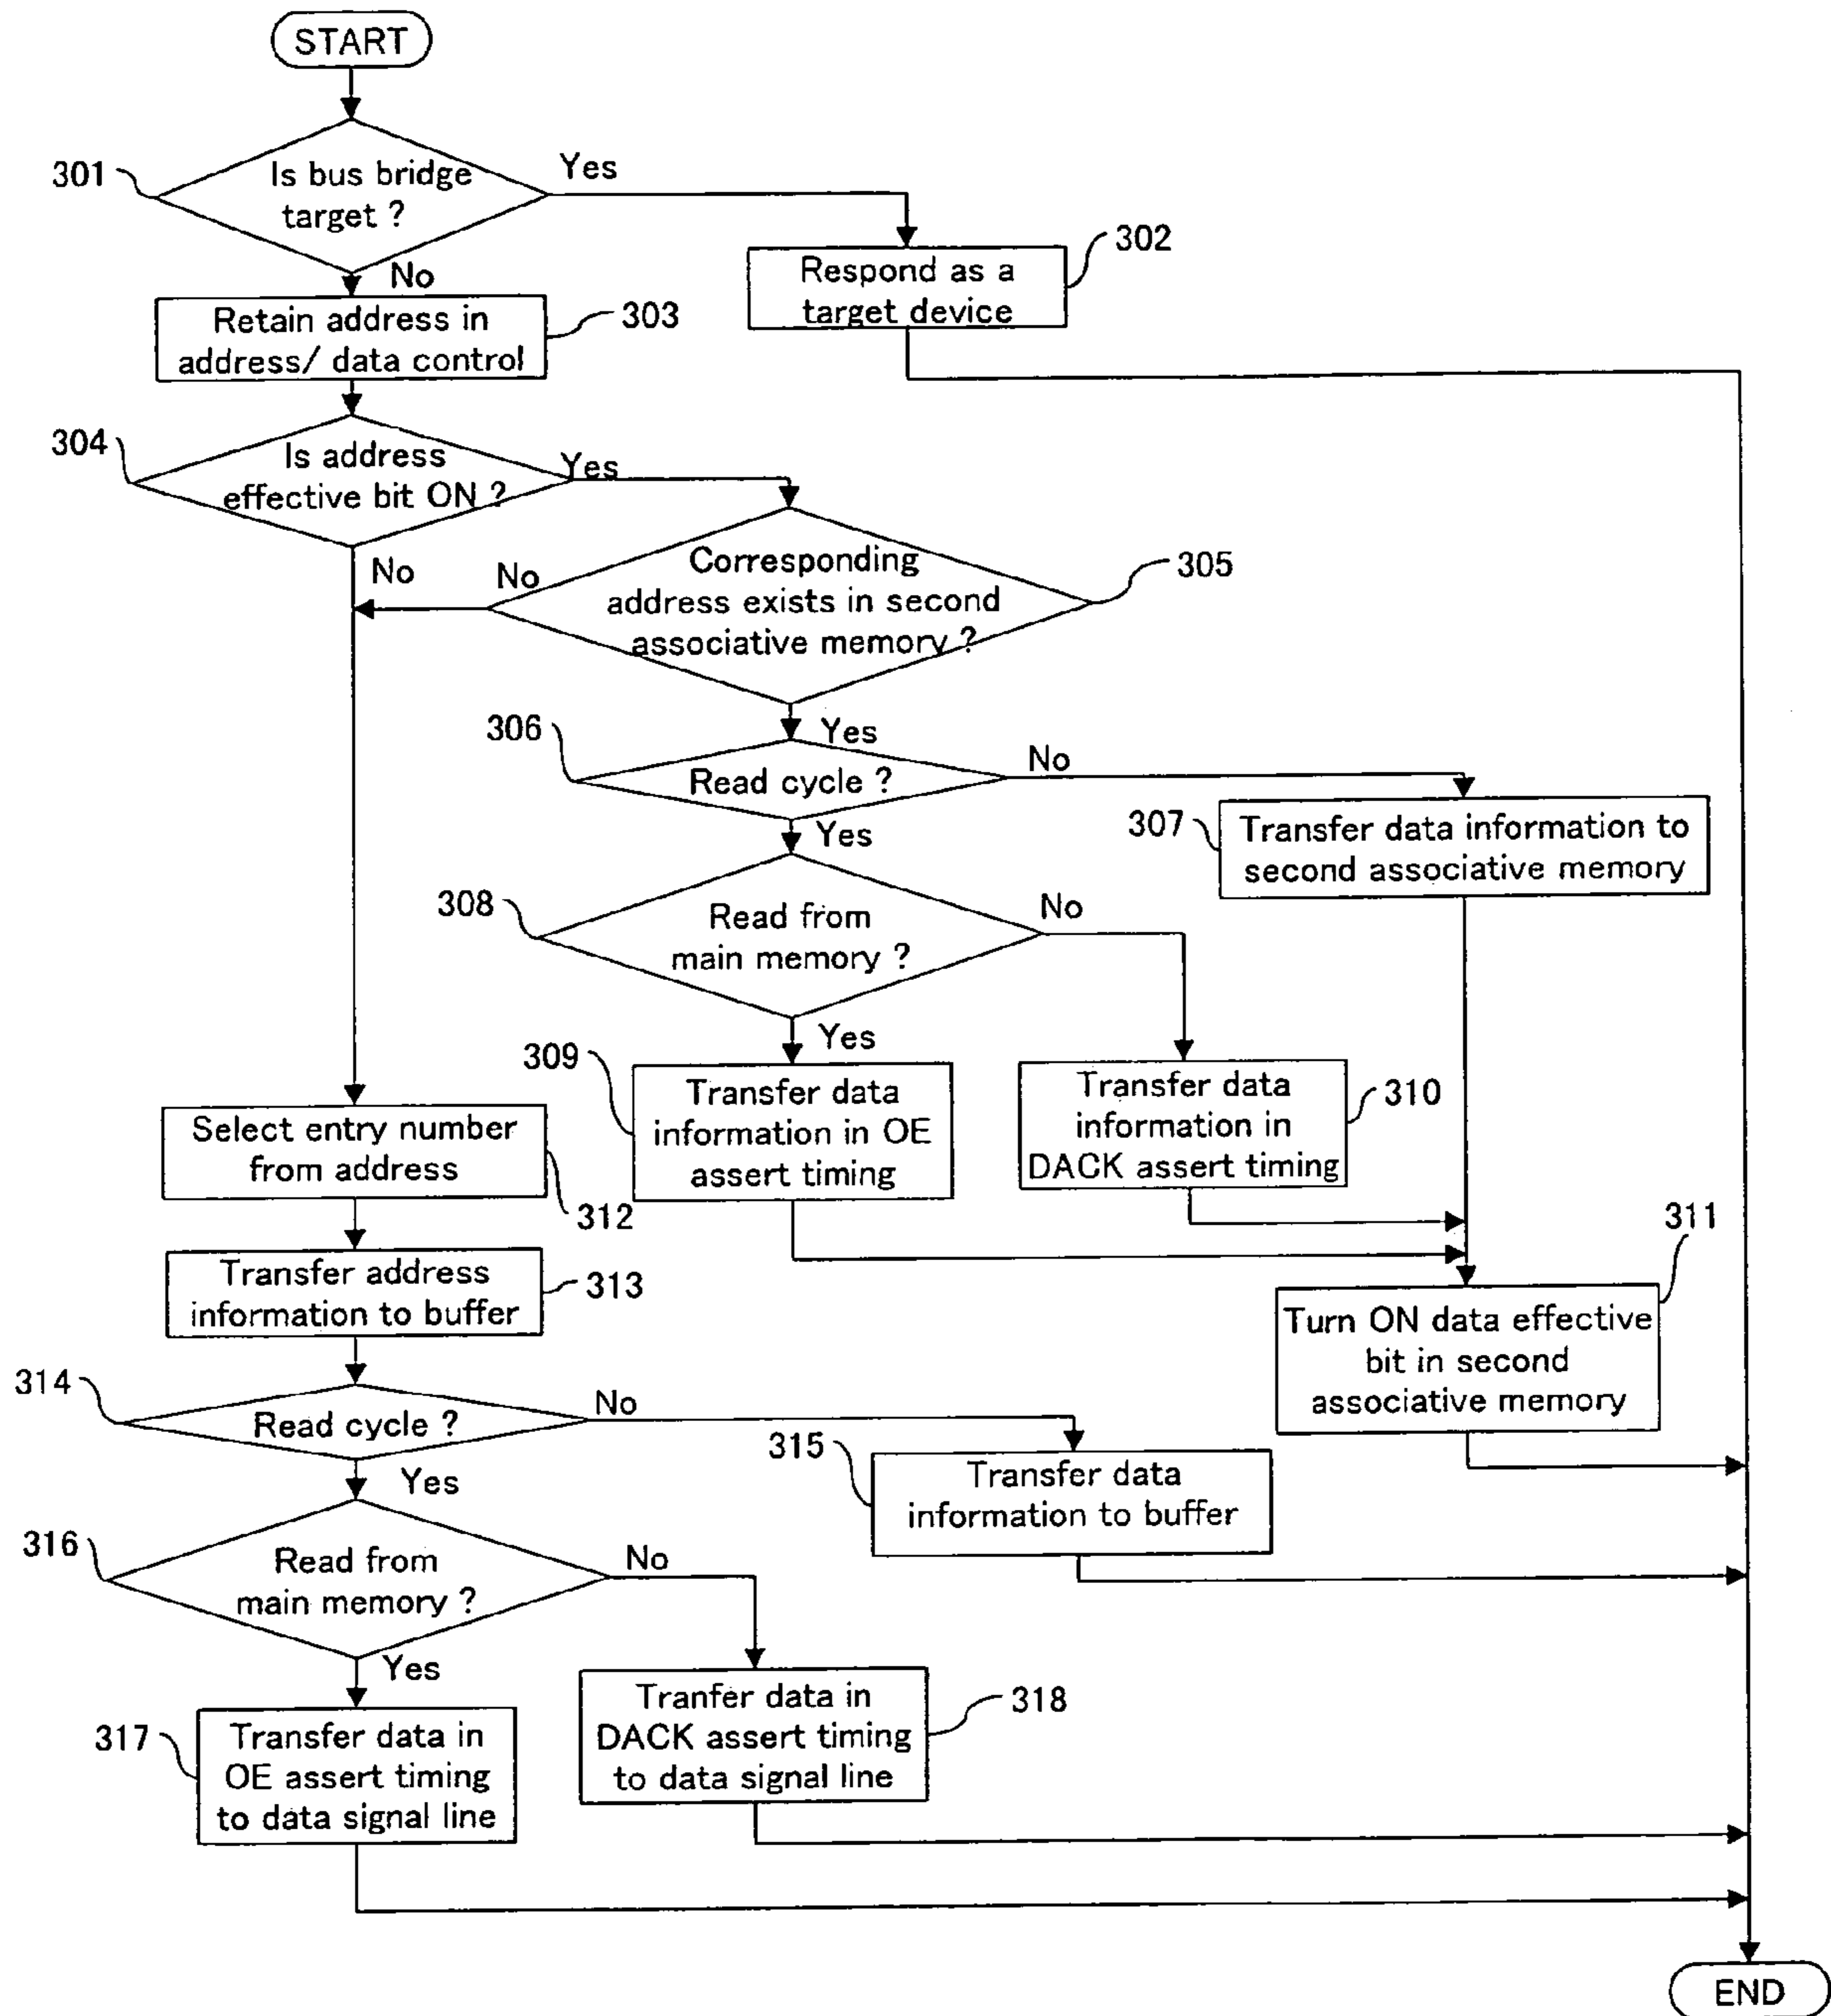 START
301
Is bus bridge
target ?
Yes
302
Respond as a
target device
No
Retain address in
address/ data control
303
304
Is address
effective bit ON ?
Yes
No
No
Corresponding
address exists in second
associative memory ?
305
306
Yes
Read cycle ?
No
307
Transfer data information to
second associative memory
Yes
308
Read from
main memory ?
No
Yes
309
Transfer data
information in OE
assert timing
Transfer data
information in
DACK assert timing
310
Select entry number
from address
312
311
Transfer address
information to buffer
313
Turn ON data effective
bit in second
associative memory
314
Read cycle ?
No
315
Transfer data
information to buffer
Yes
316
Read from
main memory ?
No
Yes
317
Transfer data in
OE assert timing
to data signal line
Tranfer data in
DACK assert timing
to data signal line
318
END